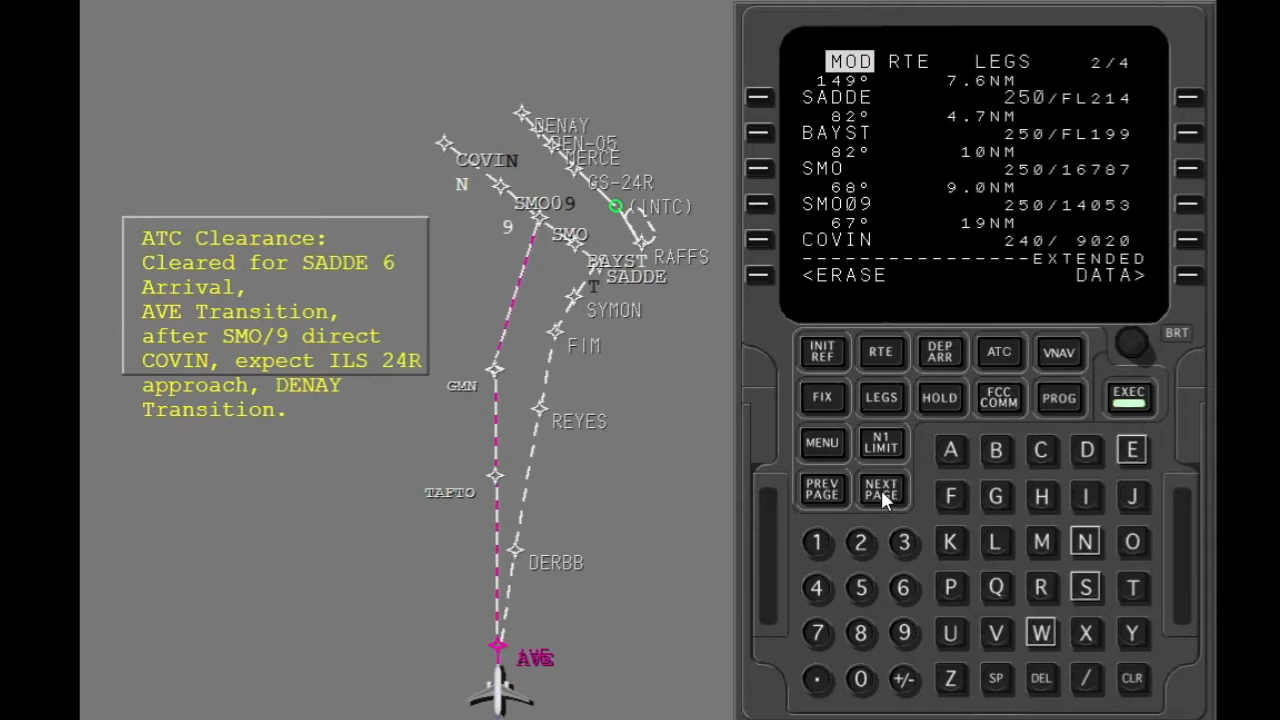 DENAY
DEN-05
MERCE
COVIN
N
GS-24R
SMO09
9
(INTC)
SMO
BAYST
T
RAFFS
SADDE
SYMON
FIM
GMN
REYES
TAFTO
DERBB
AVE
ATC Clearance:
Cleared for SADDE 6
Arrival,
AVE Transition,
after SMO/9 direct
COVIN, expect ILS 24R
approach, DENAY
Transition.
MOD RTE LEGS 2/4
149° 7.6NM
SADDE 250/FL214
82° 4.7NM
BAYST 250/FL199
82° 10NM
SMO 250/16787
68° 9.0NM
SMO09 250/14053
67° 19NM
COVIN 240/ 9020
----------------EXTENDED
<ERASE DATA>
BRT
INIT REF RTE DEP ARR ATC VNAV
FIX LEGS HOLD FCC COMM PROG EXEC
MENU N1 LIMIT
PREV PAGE NEXT PAGE
A B C D E
F G H I J
1 2 3 K L M N O
4 5 6 P Q R S T
7 8 9 U V W X Y
. 0 +/- Z SP DEL / CLR